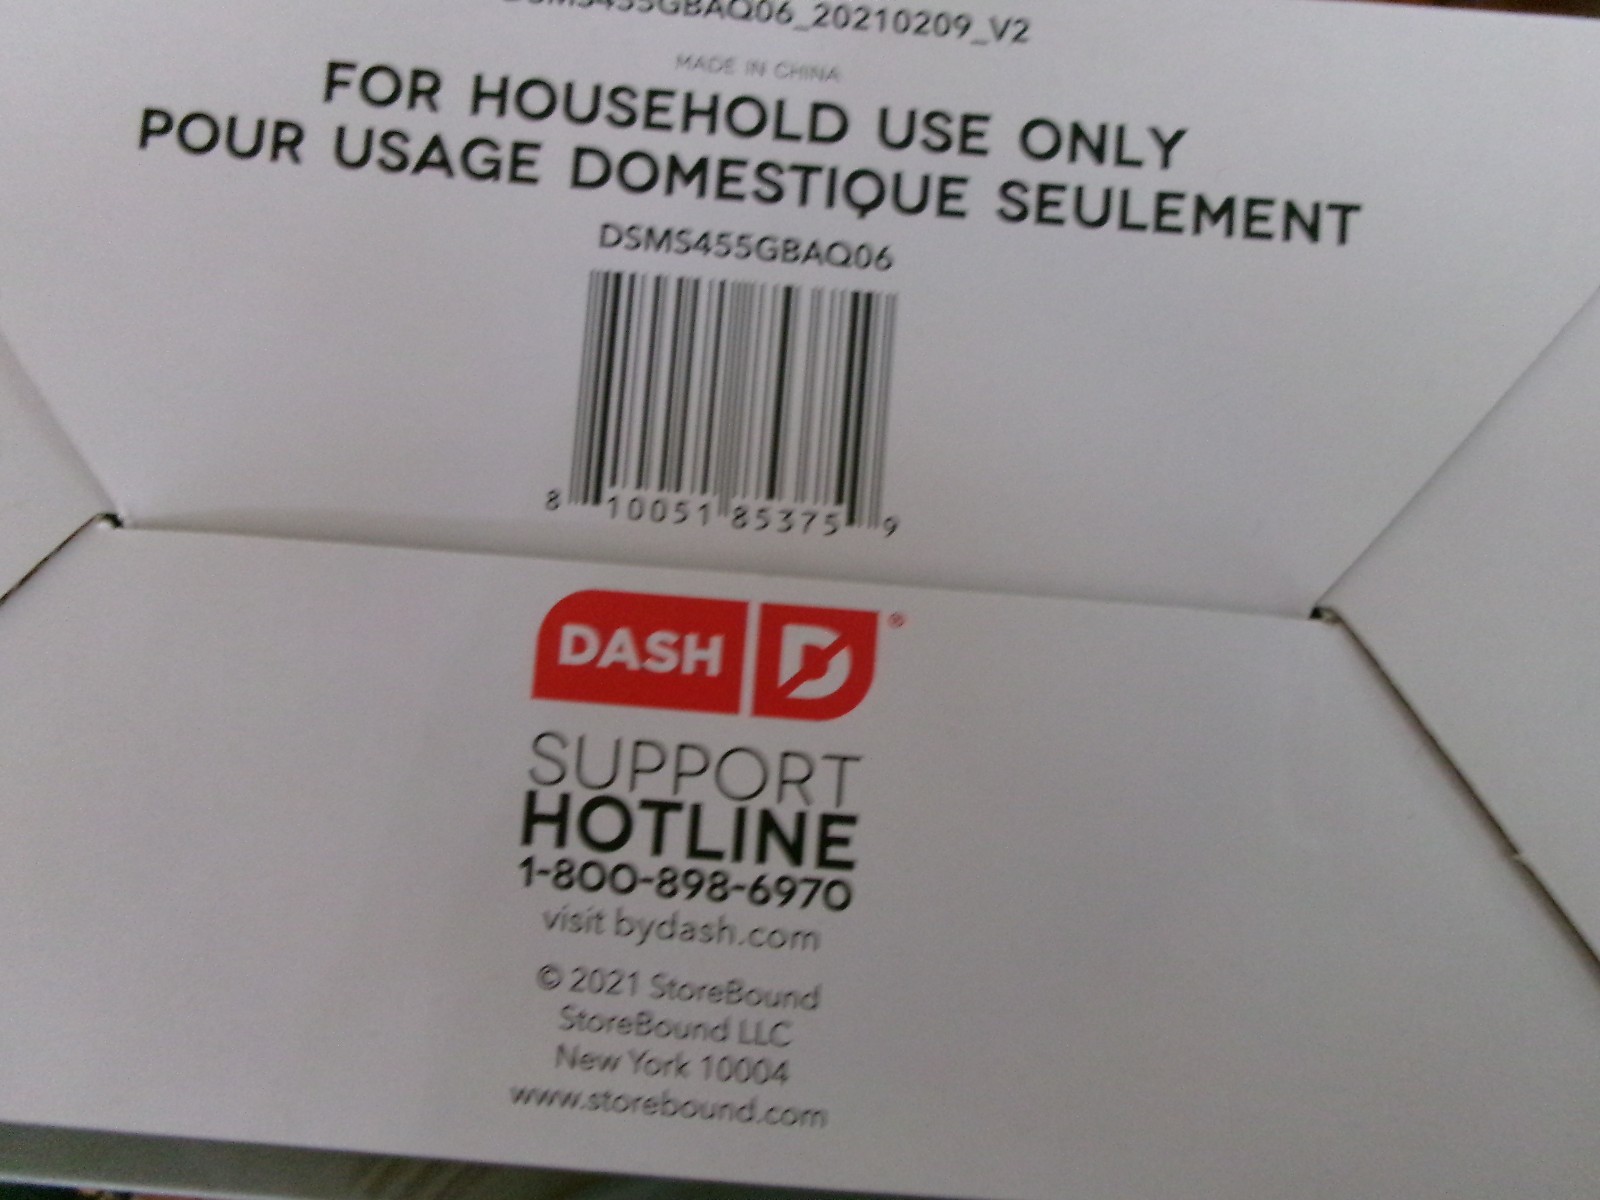 DSMS455GBAQ06_20210209_V2
MADE IN CHINA
FOR HOUSEHOLD USE ONLY
POUR USAGE DOMESTIQUE SEULEMENT
DSMS455GBAQ06
8 10051 85375 9
DASH D®
SUPPORT
HOTLINE
1-800-898-6970
visit bydash.com
© 2021 StoreBound
StoreBound LLC
New York 10004
www.storebound.com